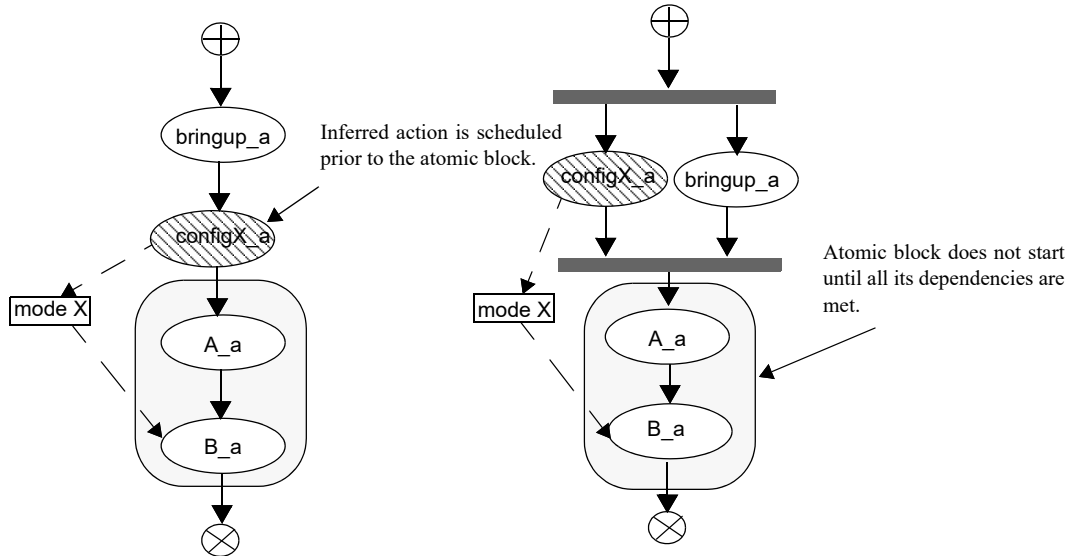 bringup_a
Inferred action is scheduled
prior to the atomic block.
configX_a
mode X
A_a
B_a
configX_a
bringup_a
Atomic block does not start
until all its dependencies are
met.
mode X
A_a
B_a